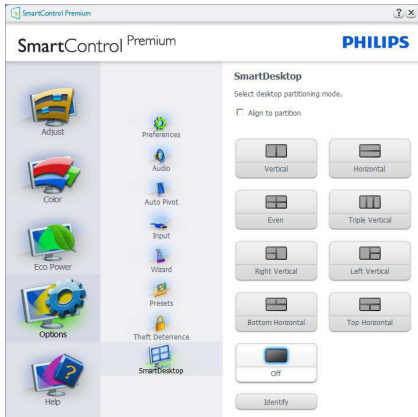 SmartControl Premium
SmartControl Premium
PHILIPS
Adjust
Color
Eco Power
Options
Help
Preferences
Audio
Auto Pivot
Input
Wizard
Presets
Theft Deterrence
SmartDesktop
SmartDesktop
Select desktop partitioning mode.
Align to partition
Vertical
Horizontal
Even
Triple Vertical
Right Vertical
Left Vertical
Bottom Horizontal
Top Horizontal
Off
Identify